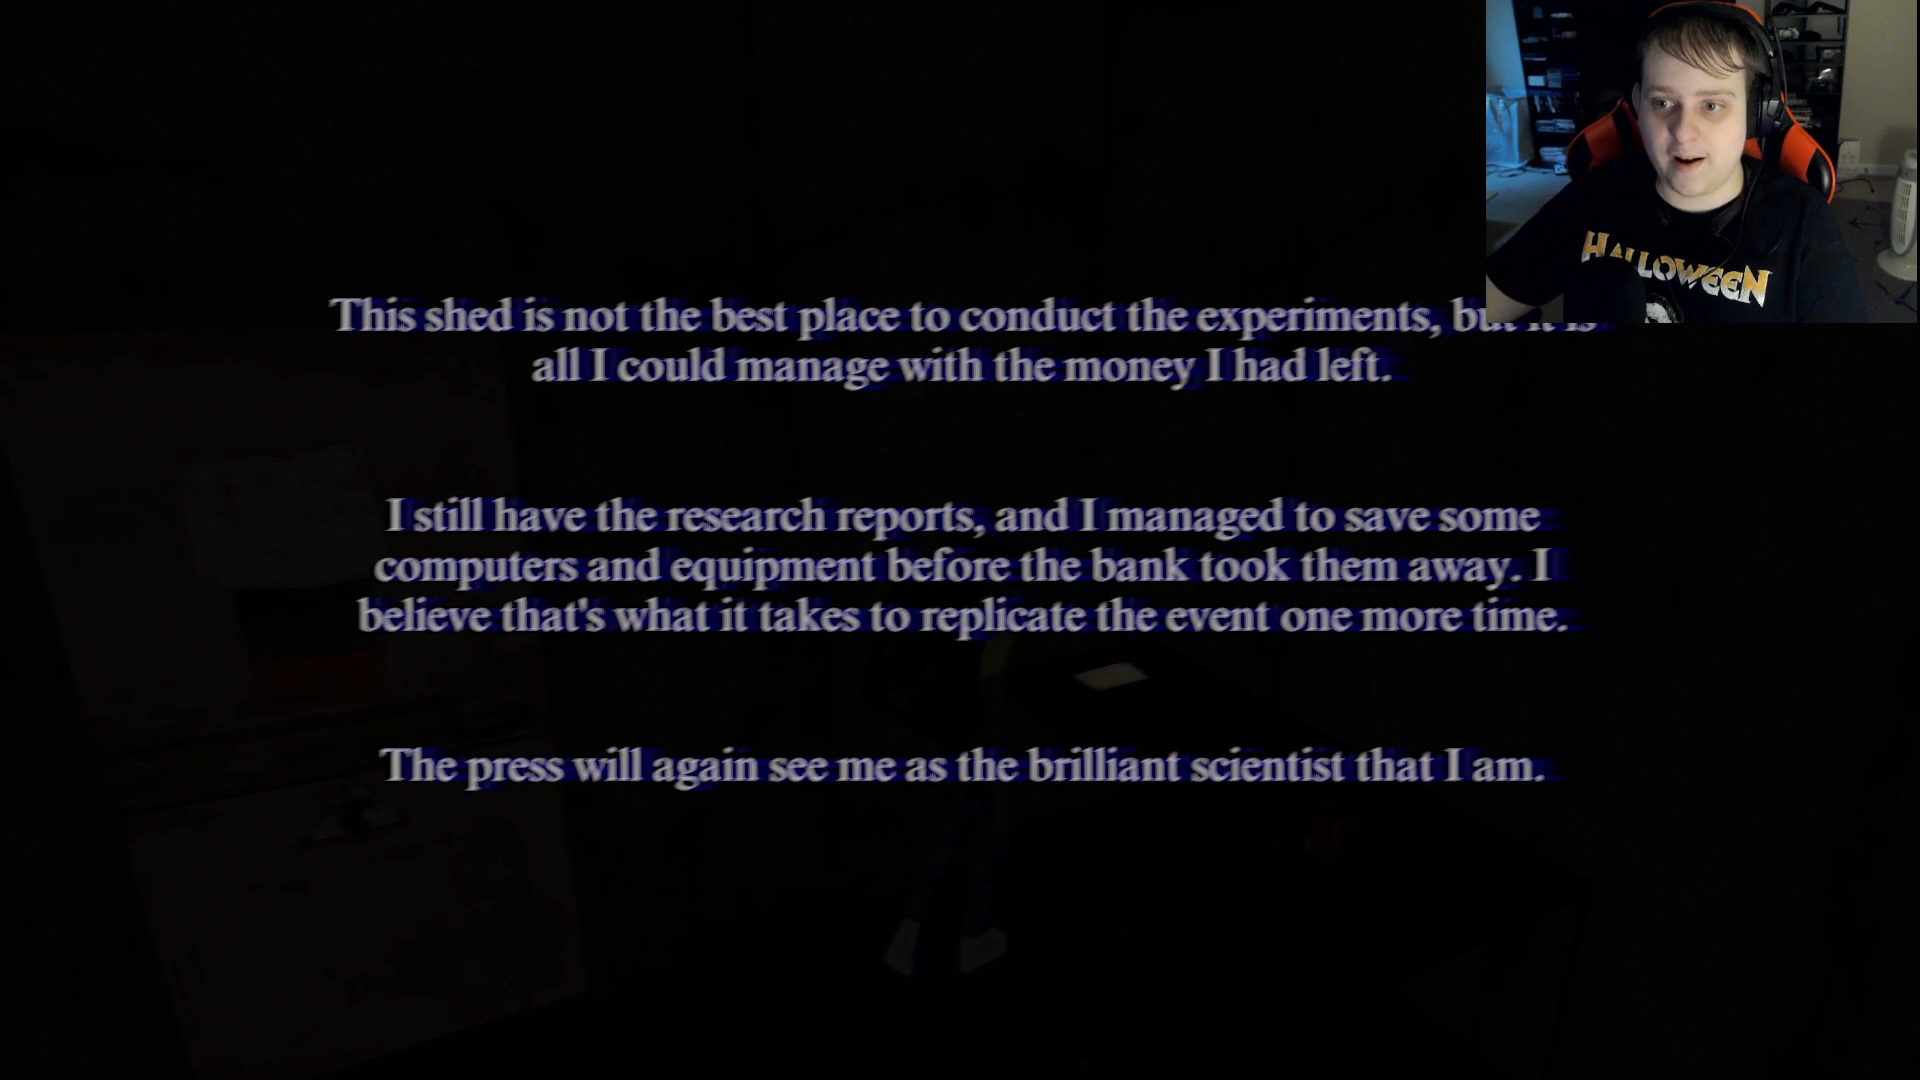 HALLOWEEN
This shed is not the best place to conduct the experiments, but it is
all I could manage with the money I had left.
I still have the research reports, and I managed to save some
computers and equipment before the bank took them away. I
believe that's what it takes to replicate the event one more time.
The press will again see me as the brilliant scientist that I am.